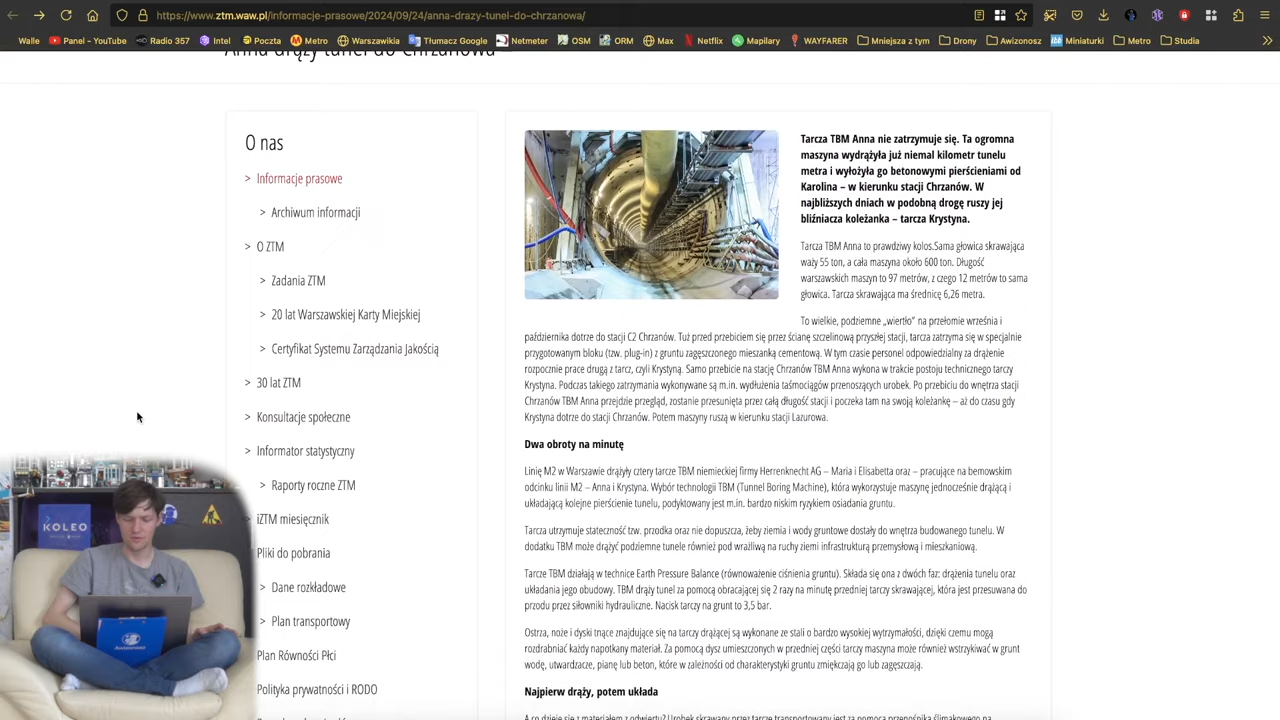 https://www.ztm.waw.pl/informacje-prasowe/2024/09/24/anna-drazy-tunel-do-chrzanowa/
Walle
Panel - YouTube
Radio 357
Intel
Poczta
Metro
Warszawikia
Tłumacz Google
Netmeter
OSM
ORM
Max
Netflix
Mapilary
WAYFARER
Mniejsza z tym
Drony
Awizonosz
Miniaturki
Metro
Studia
Anna drąży tunel do Chrzanowa
O nas
> Informacje prasowe
> Archiwum informacji
> O ZTM
> Zadania ZTM
> 20 lat Warszawskiej Karty Miejskiej
> Certyfikat Systemu Zarządzania Jakością
> 30 lat ZTM
> Konsultacje społeczne
> Informator statystyczny
> Raporty roczne ZTM
> iZTM miesięcznik
Pliki do pobrania
> Dane rozkładowe
> Plan transportowy
Plan Równości Płci
Polityka prywatności i RODO
Tarcza TBM Anna nie zatrzymuje się. Ta ogromna
maszyna wydrążyła już niemal kilometr tunelu
metra i wyłożyła go betonowymi pierścieniami od
Karolina – w kierunku stacji Chrzanów. W
najbliższych dniach w podobną drogę ruszy jej
bliźniacza koleżanka – tarcza Krystyna.
Tarcza TBM Anna to prawdziwy kolos.Sama głowica skrawająca
waży 55 ton, a cała maszyna około 600 ton. Długość
warszawskich maszyn to 97 metrów, z czego 12 metrów to sama
głowica. Tarcza skrawająca ma średnicę 6,26 metra.
To wielkie, podziemne „wiertło” na przełomie września i
października dotrze do stacji C2 Chrzanów. Tuż przed przebiciem się przez ścianę szczelinową przyszłej stacji, tarcza zatrzyma się w specjalnie
przygotowanym bloku (tzw. plug-in) z gruntu zagęszczonego mieszanką cementową. W tym czasie personel odpowiedzialny za drążenie
rozpocznie prace drugą z tarcz, czyli Krystyną. Samo przebicie na stację Chrzanów TBM Anna wykona w trakcie postoju technicznego tarczy
Krystyna. Podczas takiego zatrzymania wykonywane są m.in. wydłużenia taśmociągów przenoszących urobek. Po przebiciu do wnętrza stacji
Chrzanów TBM Anna przejdzie przegląd, zostanie przesunięta przez całą długość stacji i poczeka tam na swoją koleżankę – aż do czasu gdy
Krystyna dotrze do stacji Chrzanów. Potem maszyny ruszą w kierunku stacji Lazurowa.
Dwa obroty na minutę
Linię M2 w Warszawie drążyły cztery tarcze TBM niemieckiej firmy Herrenknecht AG – Maria i Elisabetta oraz – pracujące na bemowskim
odcinku linii M2 – Anna i Krystyna. Wybór technologii TBM (Tunnel Boring Machine), która wykorzystuje maszynę jednocześnie drążącą i
układającą kolejne pierścienie tunelu, podyktowany jest m.in. bardzo niskim ryzykiem osiadania gruntu.
Tarcza utrzymuje stateczność tzw. przodka oraz nie dopuszcza, żeby ziemia i wody gruntowe dostały do wnętrza budowanego tunelu. W
dodatku TBM może drążyć podziemne tunele również pod wrażliwą na ruchy ziemi infrastrukturą przemysłową i mieszkaniową.
Tarcze TBM działają w technice Earth Pressure Balance (równoważenie ciśnienia gruntu). Składa się ona z dwóch faz: drążenia tunelu oraz
układania jego obudowy. TBM drąży tunel za pomocą obracającej się 2 razy na minutę przedniej tarczy skrawającej, która jest przesuwana do
przodu przez siłowniki hydrauliczne. Nacisk tarczy na grunt to 3,5 bar.
Ostrza, noże i dyski tnące znajdujące się na tarczy drążącej są wykonane ze stali o bardzo wysokiej wytrzymałości, dzięki czemu mogą
rozdrabniać każdy napotkany materiał. Za pomocą dysz umieszczonych w przedniej części tarczy maszyna może również wstrzykiwać w grunt
wodę, utwardzacze, pianę lub beton, które w zależności od charakterystyki gruntu zmiękczają go lub zagęszczają.
Najpierw drąży, potem układa
A co dzieje się z materiałem z odwiertu? Urobek skrawany przez tarczę transportowany jest za pomocą przenośnika ślimakowego na
KOLEO